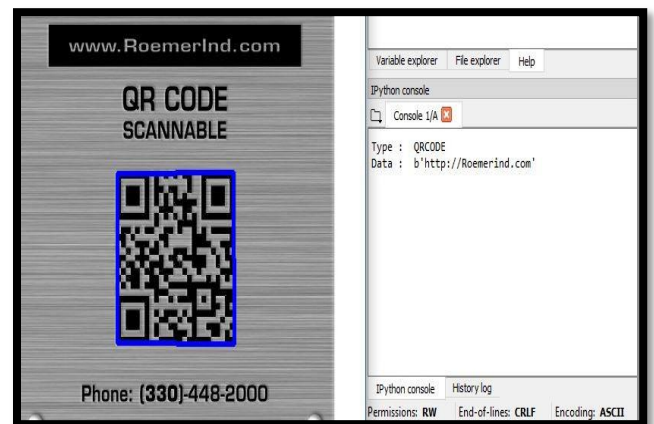 www.RoemerInd.com
QR CODE
SCANNABLE
Phone: (330)-448-2000
Variable explorer File explorer Help
IPython console
Console 1/A
Type : QRCODE
Data : b'http://Roemerind.com'
IPython console History log
Permissions: RW End-of-lines: CRLF Encoding: ASCII